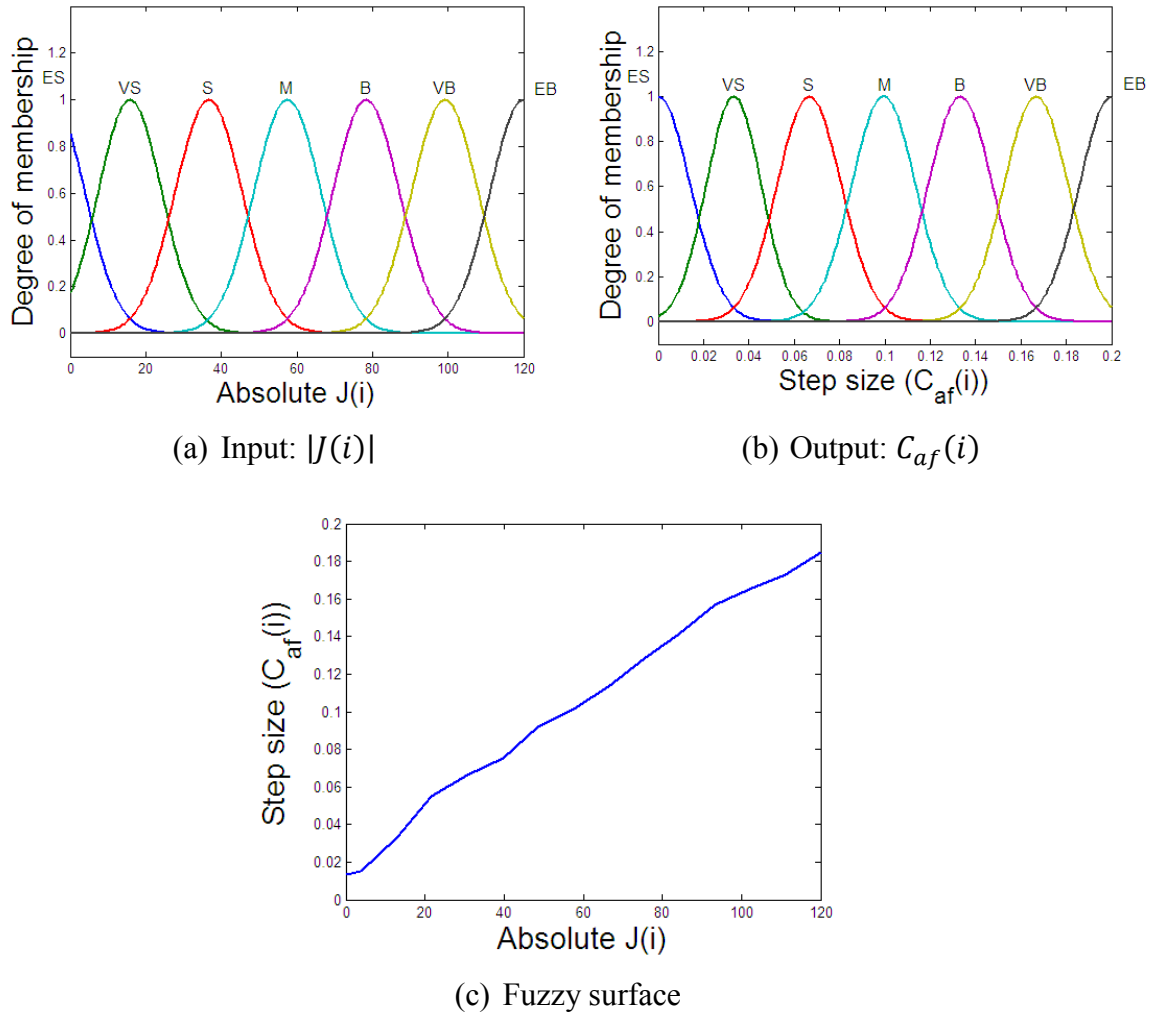 Degree of membership
1.2
1
0.8
0.6
0.4
0.2
0
ES
VS
S
M
B
VB
EB
0 20 40 60 80 100 120
Absolute J(i)
(a) Input: |J(i)|
Degree of membership
1.2
1
0.8
0.6
0.4
0.2
0
ES
VS
S
M
B
VB
EB
0 0.02 0.04 0.06 0.08 0.1 0.12 0.14 0.16 0.18 0.2
Step size (C_af(i))
(b) Output: C_af(i)
Step size (C_af(i))
0.2
0.18
0.16
0.14
0.12
0.1
0.08
0.06
0.04
0.02
0
0 20 40 60 80 100 120
Absolute J(i)
(c) Fuzzy surface